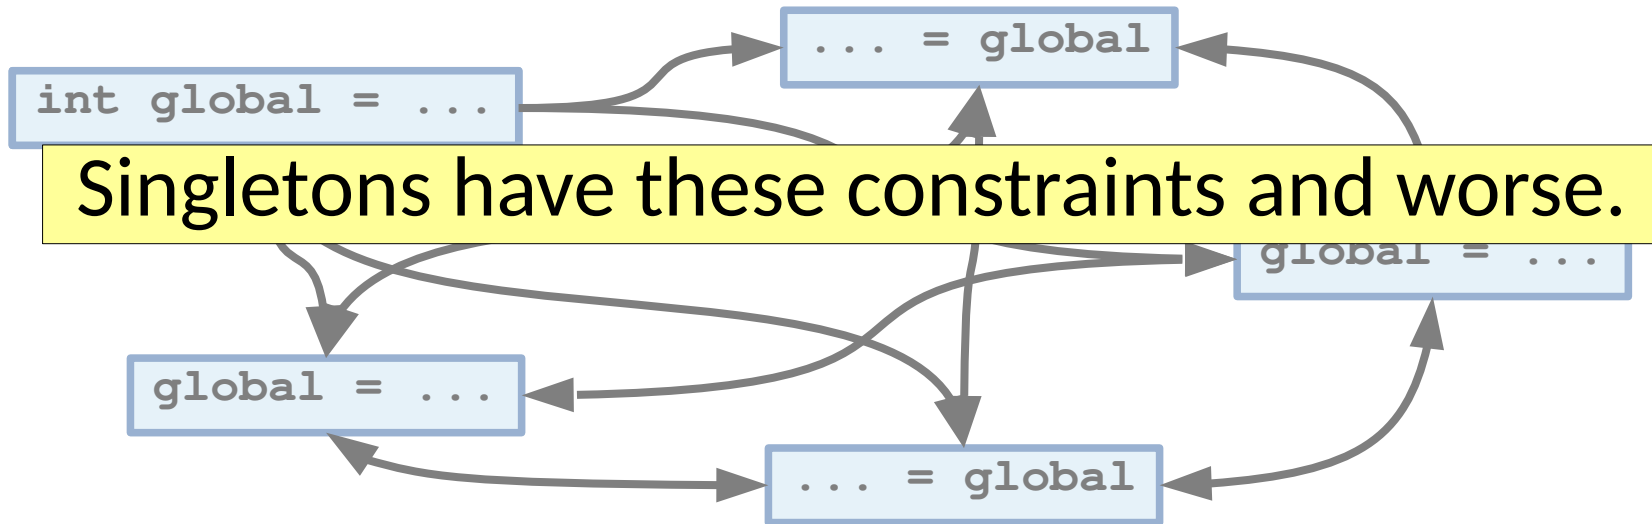 ... = global
int global = ...
Singletons have these constraints and worse.
global = ...
global = ...
... = global